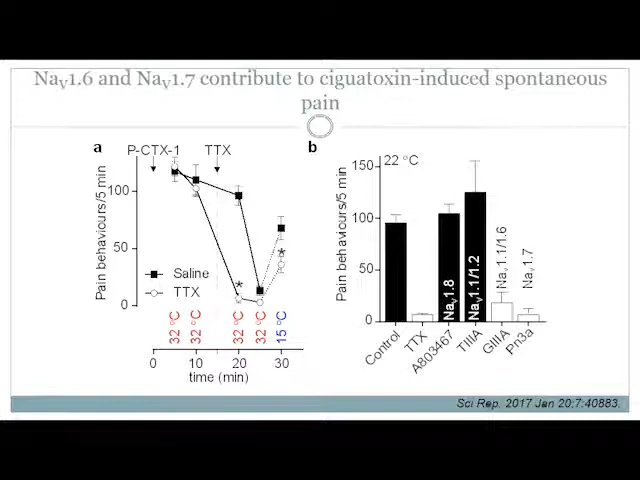 NaV1.6 and NaV1.7 contribute to ciguatoxin-induced spontaneous
pain
a
P-CTX-1
TTX
Pain behaviours/5 min
100
50
0
Saline
TTX
*
*
32 °C
32 °C
32 °C
32 °C
15 °C
0
10
20
30
time (min)
b
22 °C
Pain behaviours/5 min
150
100
50
0
NaV1.8
NaV1.1/1.2
NaV1.1/1.6
NaV1.7
Control
TTX
A803467
TIIIA
GIIIA
Pn3a
Sci Rep. 2017 Jan 20;7:40883.